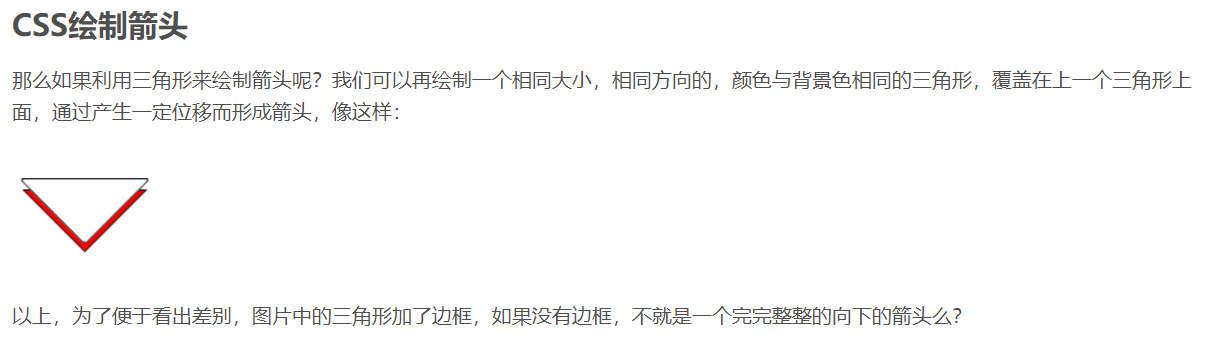 CSS绘制箭头
那么如果利用三角形来绘制箭头呢？我们可以再绘制一个相同大小，相同方向的，颜色与背景色相同的三角形，覆盖在上一个三角形上
面，通过产生一定位移而形成箭头，像这样：
以上，为了便于看出差别，图片中的三角形加了边框，如果没有边框，不就是一个完完整整的向下的箭头么？